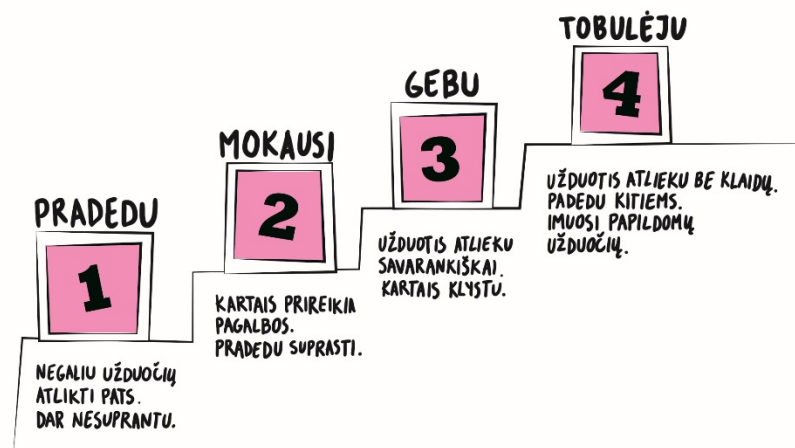 PRADEDU
1
NEGALIU UŽDUOČIŲ
ATLIKTI PATS.
DAR NESUPRANTU.
MOKAUSI
2
KARTAIS PRIREIKIA
PAGALBOS.
PRADEDU SUPRASTI.
GEBU
3
UŽDUOTIS ATLIEKU
SAVARANKIŠKAI.
KARTAIS KLYSTU.
TOBULĖJU
4
UŽDUOTIS ATLIEKU BE KLAIDŲ.
PADEDU KITIEMS.
IMUOSI PAPILDOMŲ
UŽDUOČIŲ.